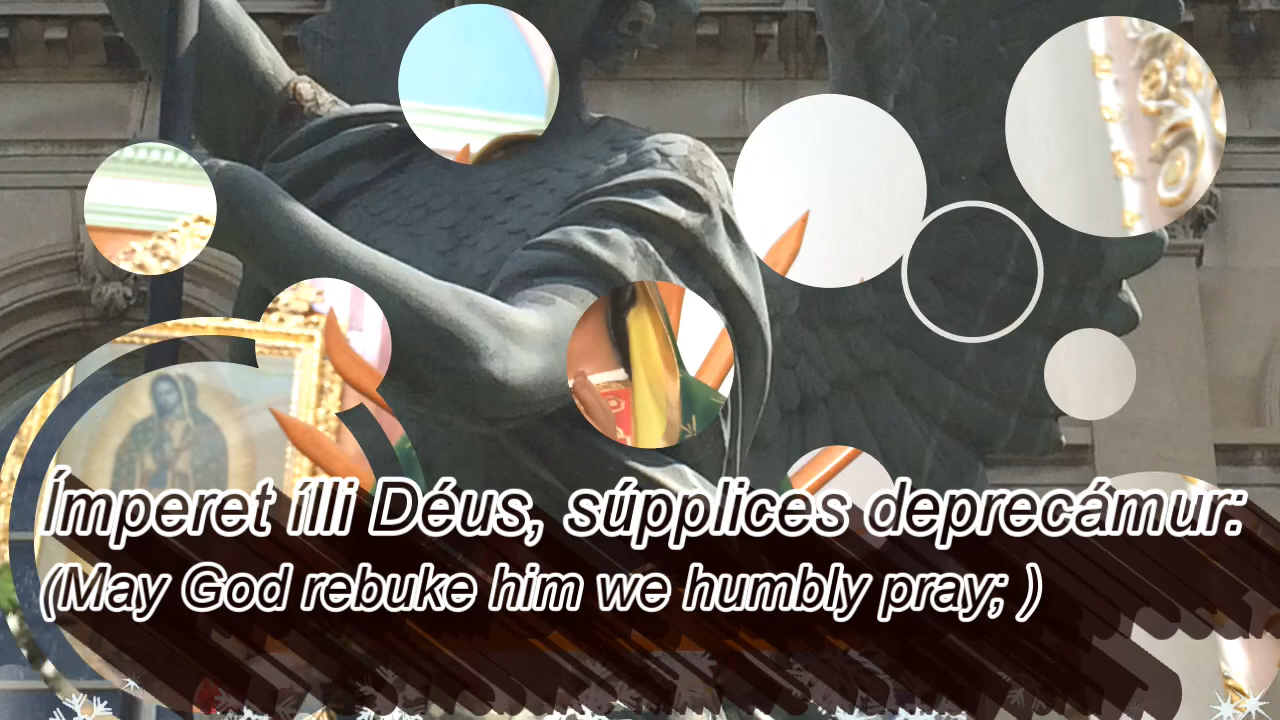 Ímperet ílli Déus, súpplices deprecámur:
(May God rebuke him we humbly pray; )